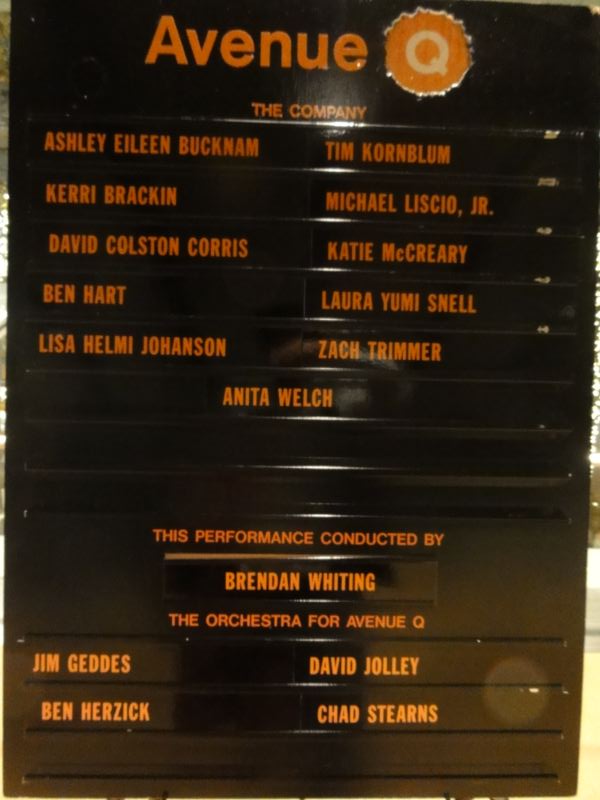 Avenue Q
THE COMPANY
ASHLEY EILEEN BUCKNAM TIM KORNBLUM
KERRI BRACKIN MICHAEL LISCIO, JR.
DAVID COLSTON CORRIS KATIE McCREARY
BEN HART LAURA YUMI SNELL
LISA HELMI JOHANSON ZACH TRIMMER
ANITA WELCH
THIS PERFORMANCE CONDUCTED BY
BRENDAN WHITING
THE ORCHESTRA FOR AVENUE Q
JIM GEDDES DAVID JOLLEY
BEN HERZICK CHAD STEARNS